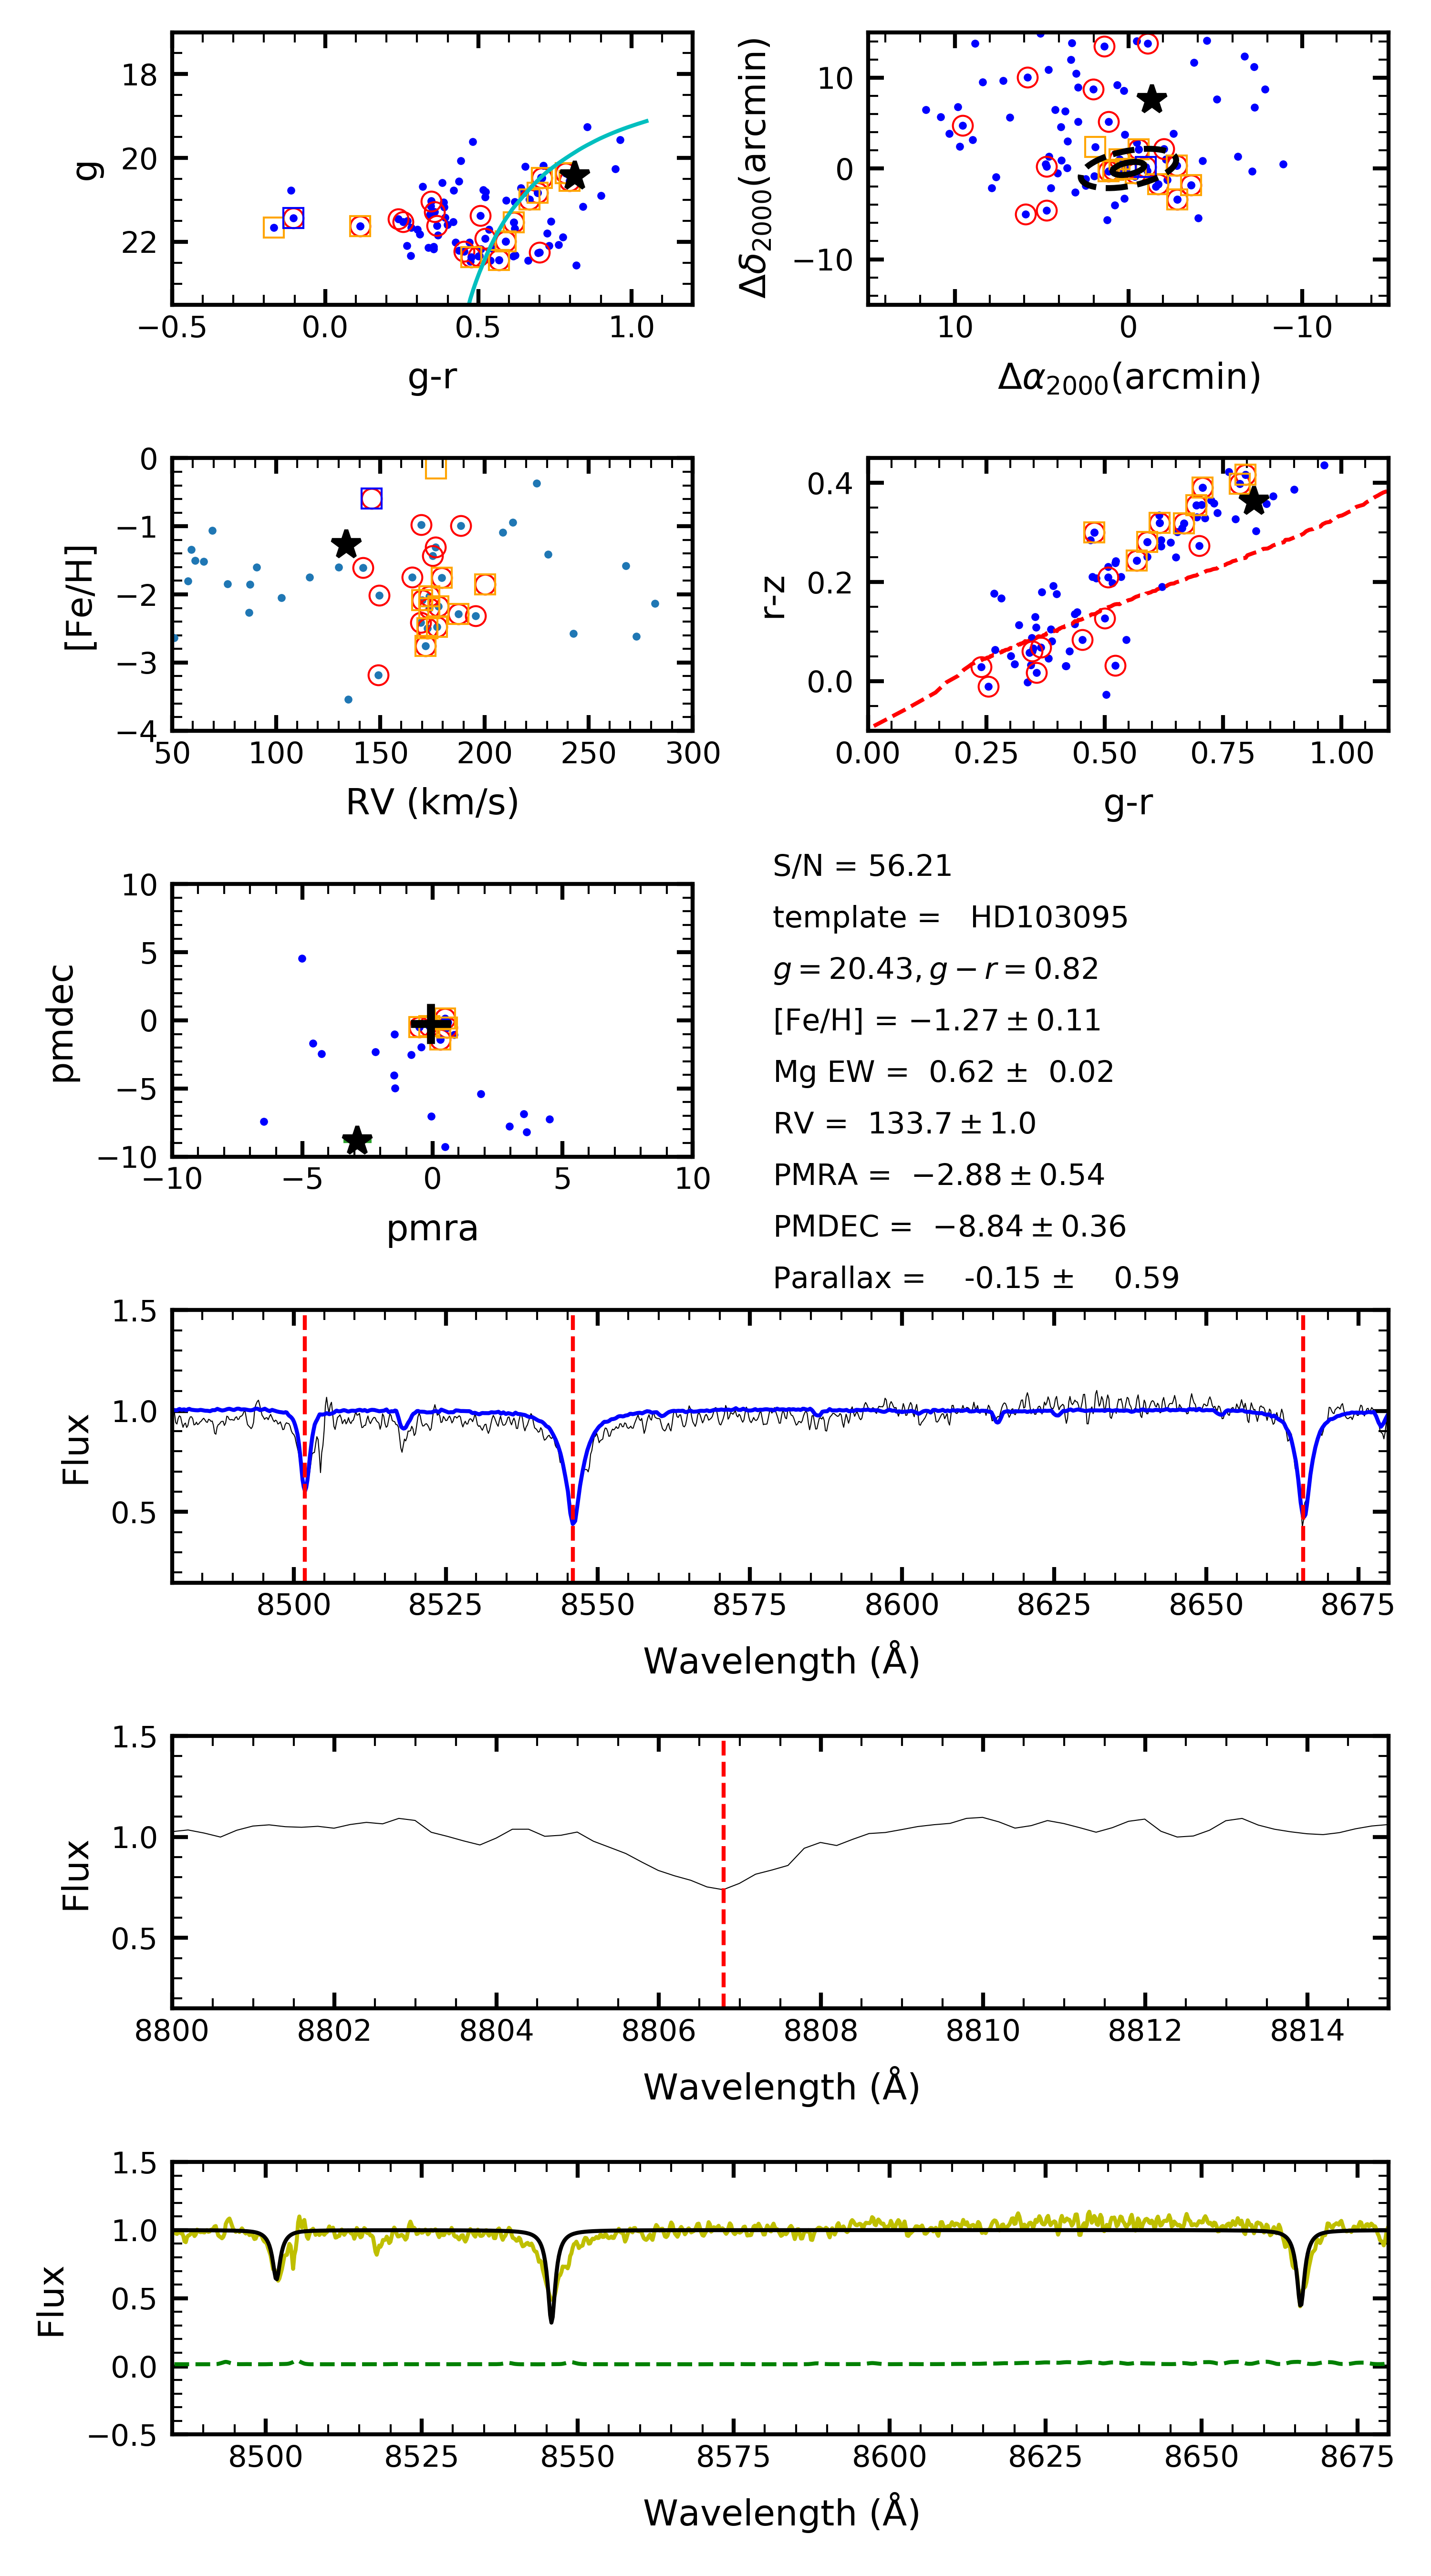 18
20
22
g
−0.5 0.0 0.5 1.0
g-r
10
0
−10
Δδ2000(arcmin)
10 0 −10
Δα2000(arcmin)
0
−1
−2
−3
−4
[Fe/H]
50 100 150 200 250 300
RV (km/s)
0.4
0.2
0.0
r-z
0.00 0.25 0.50 0.75 1.00
g-r
10
5
0
−5
−10
pmdec
−10 −5 0 5 10
pmra
S/N = 56.21
template = HD103095
g = 20.43, g − r = 0.82
[Fe/H] = −1.27 ± 0.11
Mg EW = 0.62 ± 0.02
RV = 133.7 ± 1.0
PMRA = −2.88 ± 0.54
PMDEC = −8.84 ± 0.36
Parallax = -0.15 ± 0.59
1.5
1.0
0.5
Flux
8500 8525 8550 8575 8600 8625 8650 8675
Wavelength (Å)
1.5
1.0
0.5
Flux
8800 8802 8804 8806 8808 8810 8812 8814
Wavelength (Å)
1.5
1.0
0.5
0.0
−0.5
Flux
8500 8525 8550 8575 8600 8625 8650 8675
Wavelength (Å)